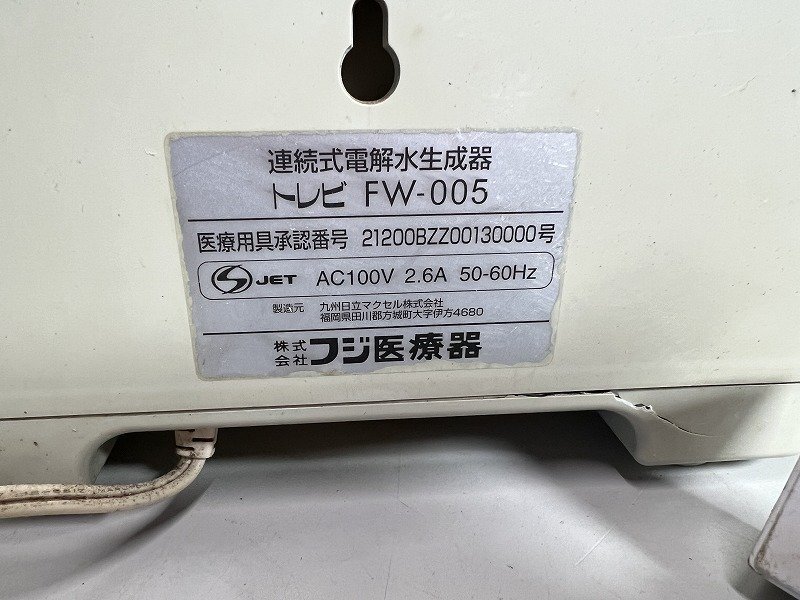 連続式電解水生成器
トレビ FW-005
医療用具承認番号 21200BZZ00130000号
JET AC100V 2.6A 50-60Hz
製造元 九州日立マクセル株式会社
福岡県田川郡方城町大字伊方4680
株式会社 フジ医療器